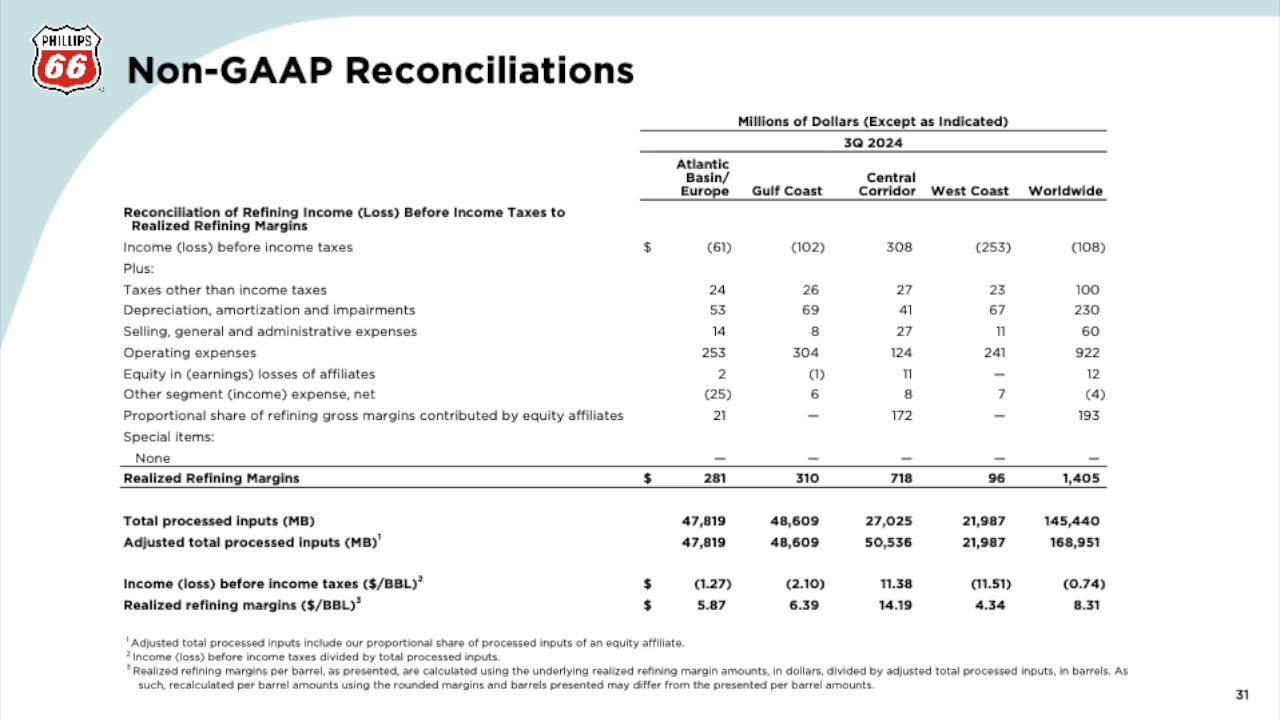 PHILLIPS
66
Non-GAAP Reconciliations
Millions of Dollars (Except as Indicated)
3Q 2024
Atlantic Basin/ Europe Gulf Coast Central Corridor West Coast Worldwide
Reconciliation of Refining Income (Loss) Before Income Taxes to
Realized Refining Margins
Income (loss) before income taxes $ (61) (102) 308 (253) (108)
Plus:
Taxes other than income taxes 24 26 27 23 100
Depreciation, amortization and impairments 53 69 41 67 230
Selling, general and administrative expenses 14 8 27 11 60
Operating expenses 253 304 124 241 922
Equity in (earnings) losses of affiliates 2 (1) 11 — 12
Other segment (income) expense, net (25) 6 8 7 (4)
Proportional share of refining gross margins contributed by equity affiliates 21 — 172 — 193
Special items:
None — — — — —
Realized Refining Margins $ 281 310 718 96 1,405
Total processed inputs (MB) 47,819 48,609 27,025 21,987 145,440
Adjusted total processed inputs (MB)¹ 47,819 48,609 50,536 21,987 168,951
Income (loss) before income taxes ($/BBL)² $ (1.27) (2.10) 11.38 (11.51) (0.74)
Realized refining margins ($/BBL)³ $ 5.87 6.39 14.19 4.34 8.31
¹ Adjusted total processed inputs include our proportional share of processed inputs of an equity affiliate.
² Income (loss) before income taxes divided by total processed inputs.
³ Realized refining margins per barrel, as presented, are calculated using the underlying realized refining margin amounts, in dollars, divided by adjusted total processed inputs, in barrels. As
such, recalculated per barrel amounts using the rounded margins and barrels presented may differ from the presented per barrel amounts.
31